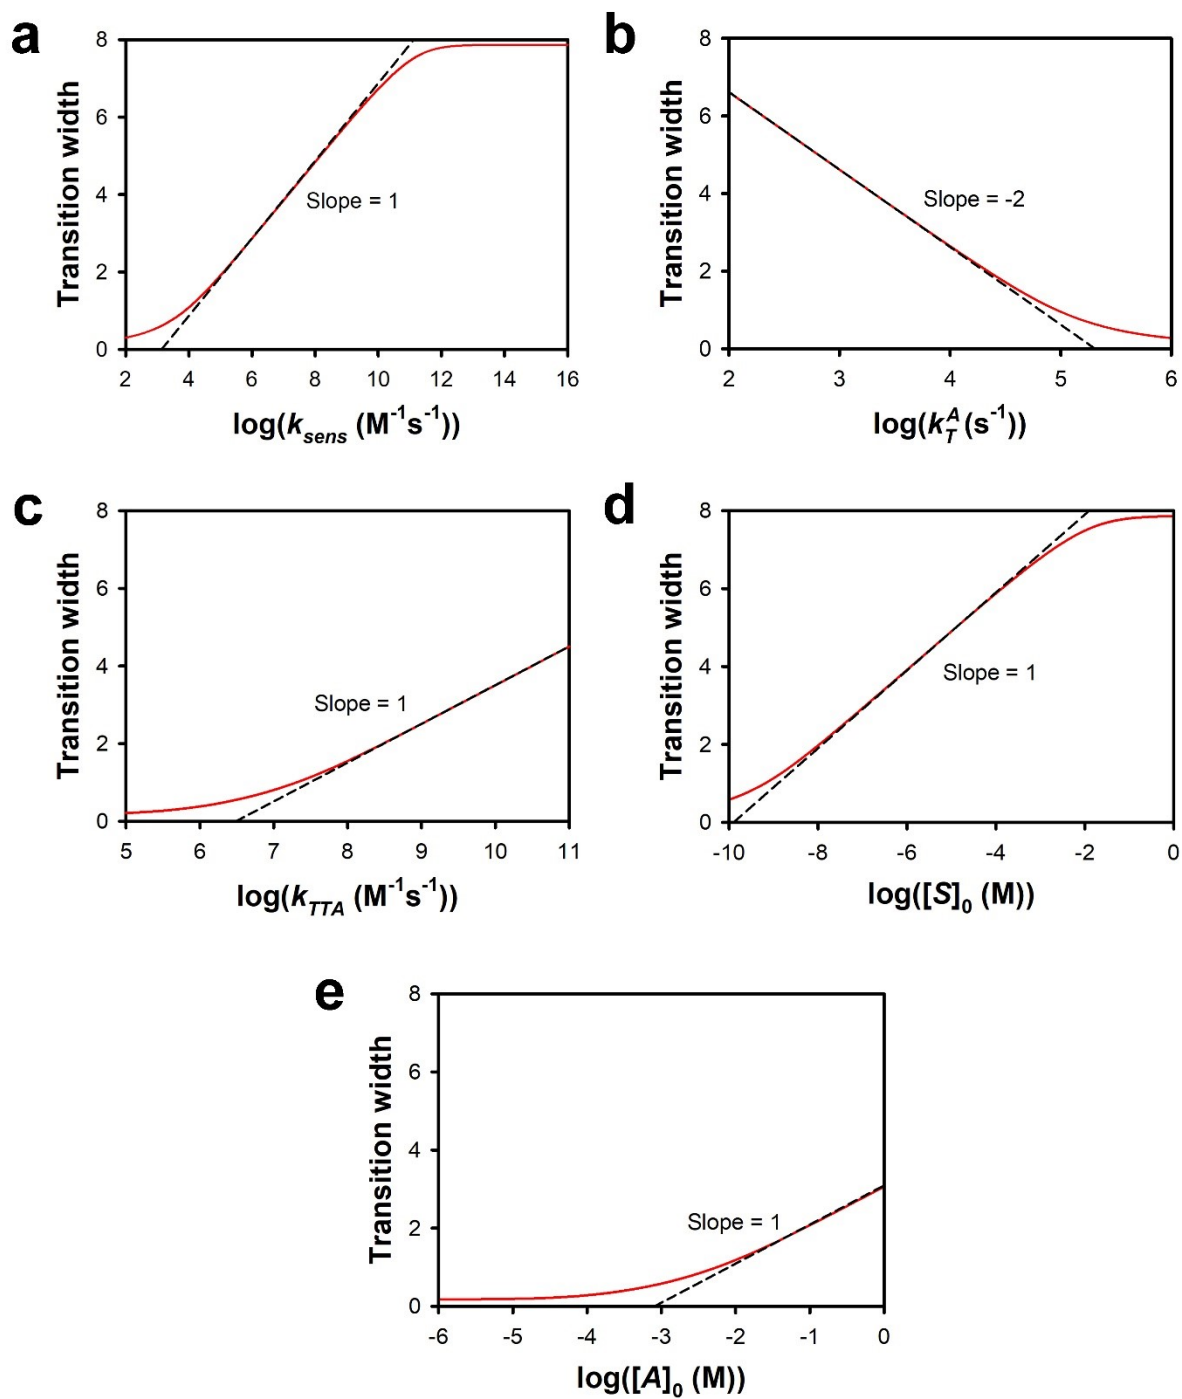 a
8
6
4
2
0
Transition width
Slope = 1
2 4 6 8 10 12 14 16
log(k_sens (M⁻¹s⁻¹))
b
8
6
4
2
0
Transition width
Slope = -2
2 3 4 5 6
log(k_T^A (s⁻¹))
c
8
6
4
2
0
Transition width
Slope = 1
5 6 7 8 9 10 11
log(k_TTA (M⁻¹s⁻¹))
d
8
6
4
2
0
Transition width
Slope = 1
-10 -8 -6 -4 -2 0
log([S]₀ (M))
e
8
6
4
2
0
Transition width
Slope = 1
-6 -5 -4 -3 -2 -1 0
log([A]₀ (M))